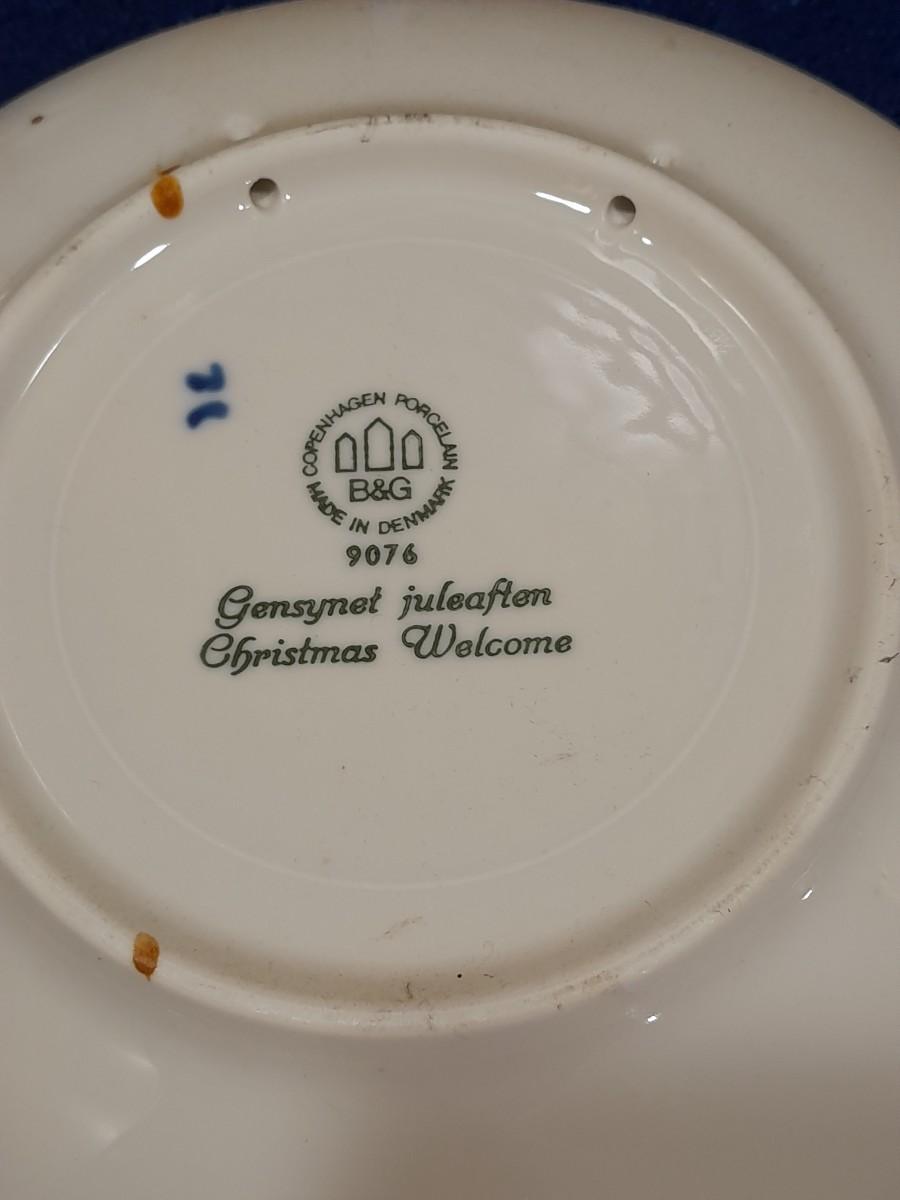 COPENHAGEN PORCELAIN
B&G
MADE IN DENMARK
9076
Gensynet juleaften
Christmas Welcome